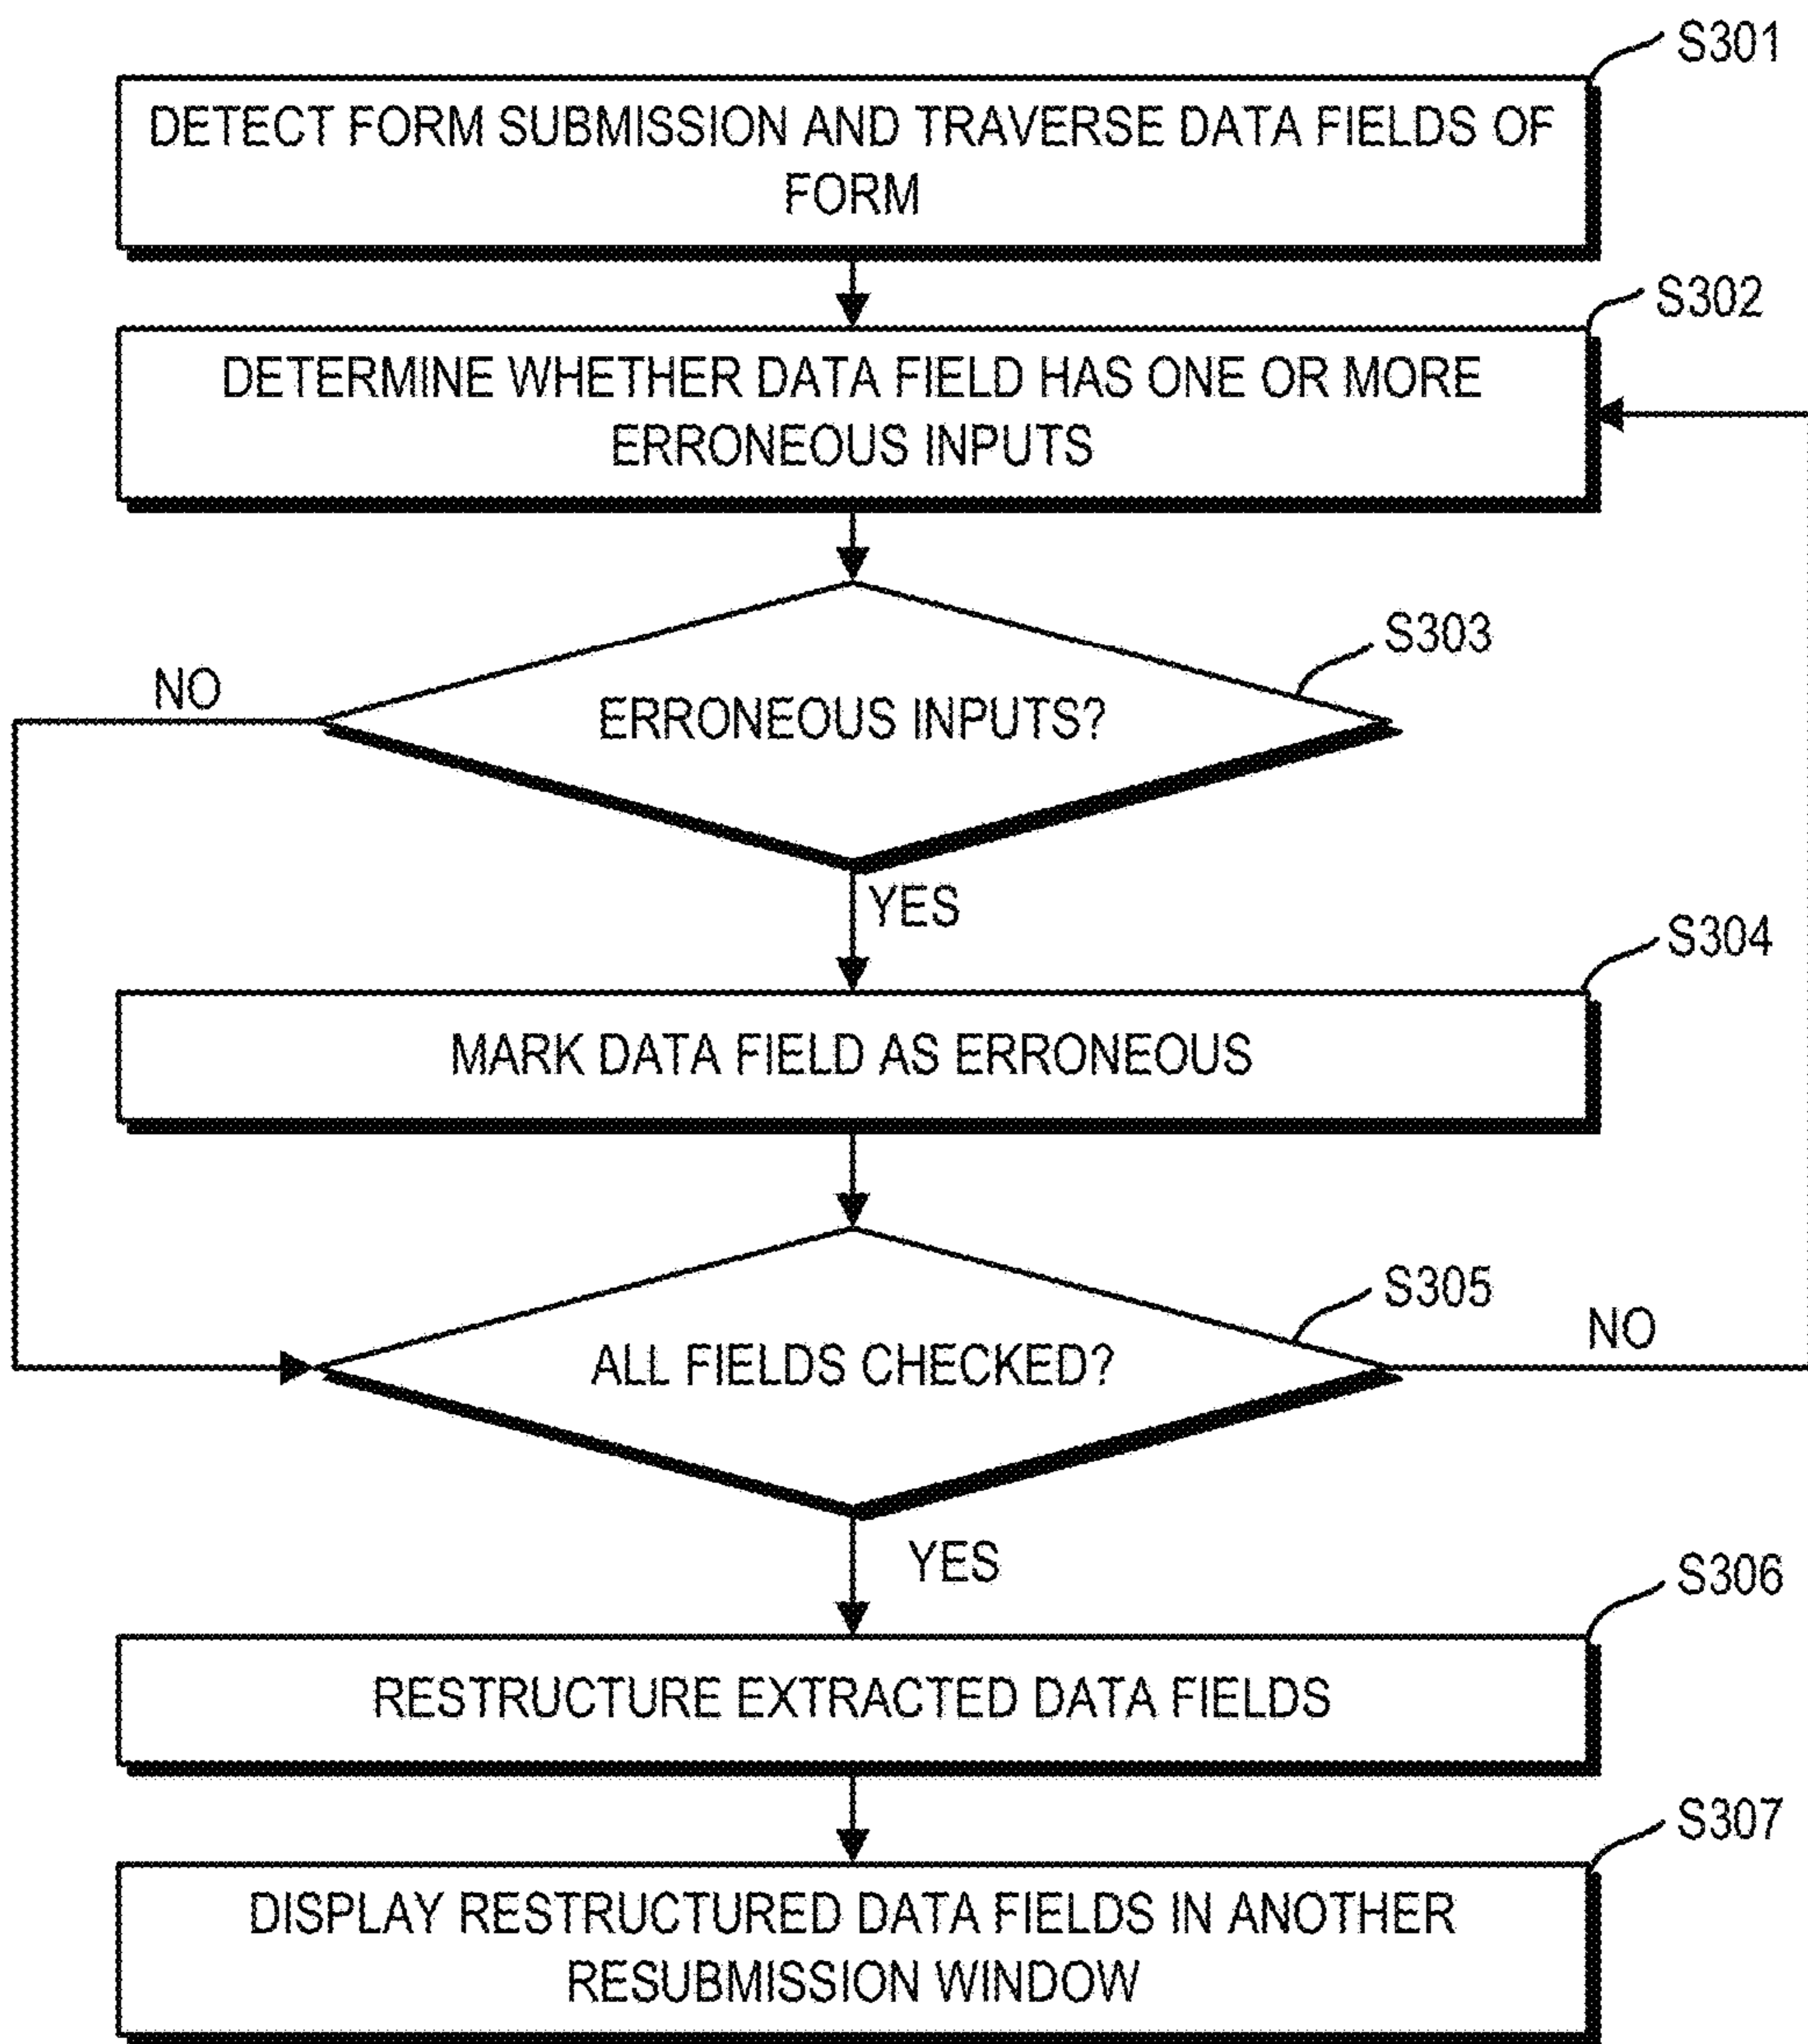 S301
DETECT FORM SUBMISSION AND TRAVERSE DATA FIELDS OF
FORM
S302
DETERMINE WHETHER DATA FIELD HAS ONE OR MORE
ERRONEOUS INPUTS
S303
NO
ERRONEOUS INPUTS?
YES
S304
MARK DATA FIELD AS ERRONEOUS
S305
NO
ALL FIELDS CHECKED?
YES
S306
RESTRUCTURE EXTRACTED DATA FIELDS
S307
DISPLAY RESTRUCTURED DATA FIELDS IN ANOTHER
RESUBMISSION WINDOW